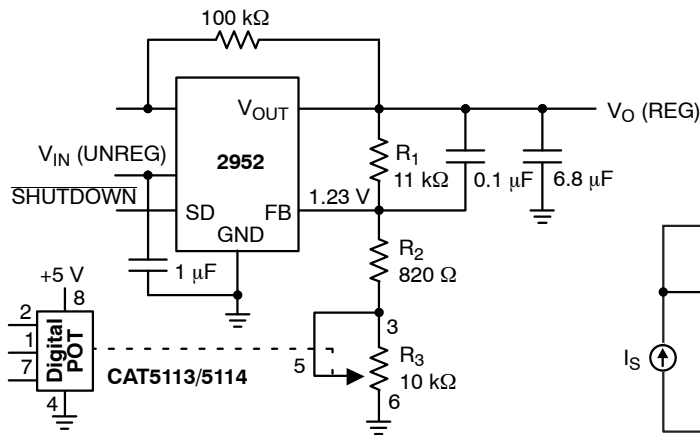 100 kΩ
VOUT
VO (REG)
VIN (UNREG)
2952
R1
11 kΩ
0.1 μF
6.8 μF
SHUTDOWN
1.23 V
SD
FB
GND
R2
820 Ω
1 μF
+5 V
8
2
1
7
4
Digital
POT
CAT5113/5114
3
5
R3
10 kΩ
6
IS